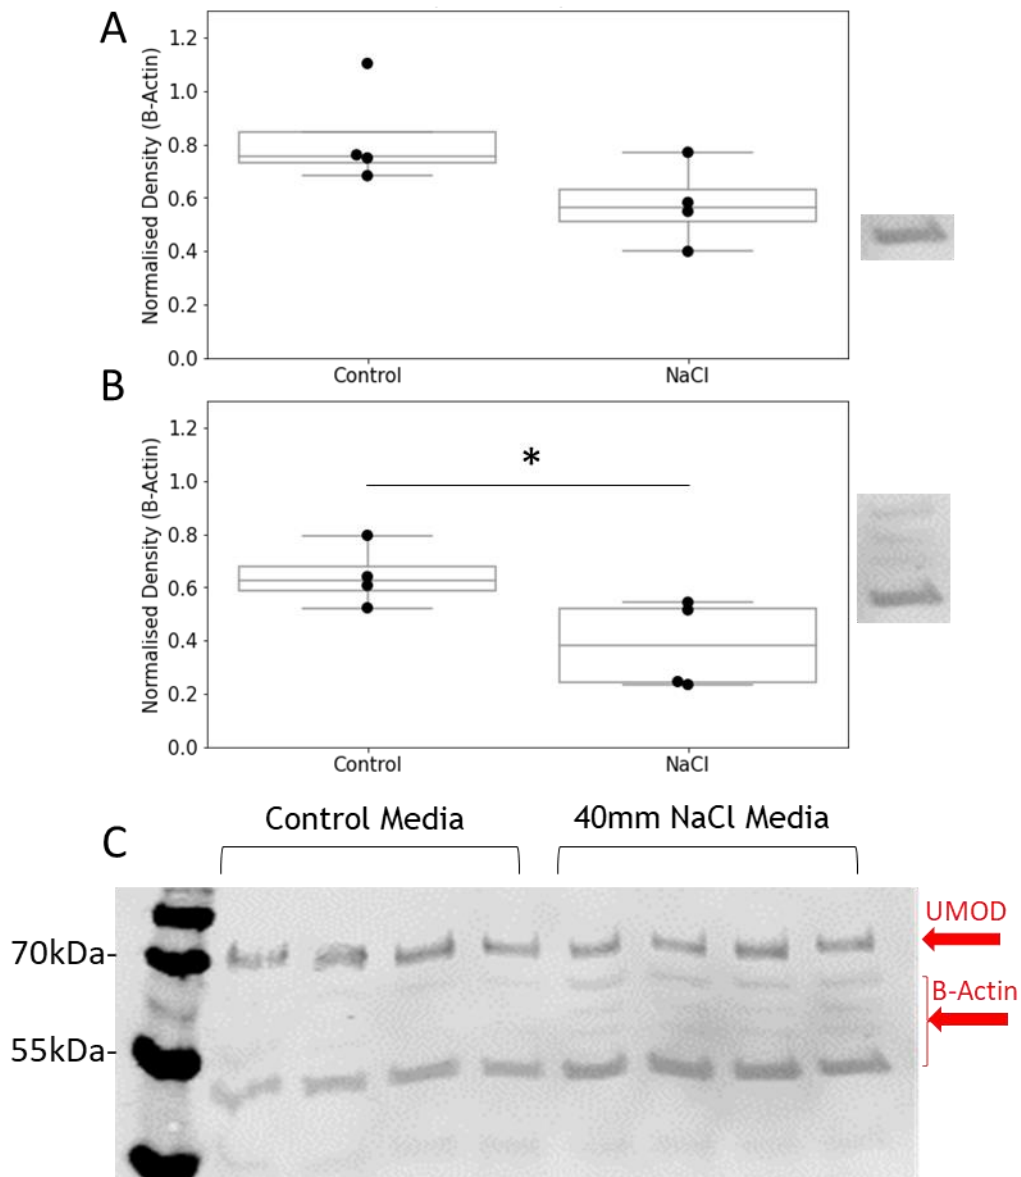 A
Normalised Density (B-Actin)
1.2
1.0
0.8
0.6
0.4
0.2
0.0
Control
NaCl
B
Normalised Density (B-Actin)
1.2
1.0
0.8
0.6
0.4
0.2
0.0
*
Control
NaCl
C
Control Media
40mm NaCl Media
70kDa-
55kDa-
UMOD
B-Actin